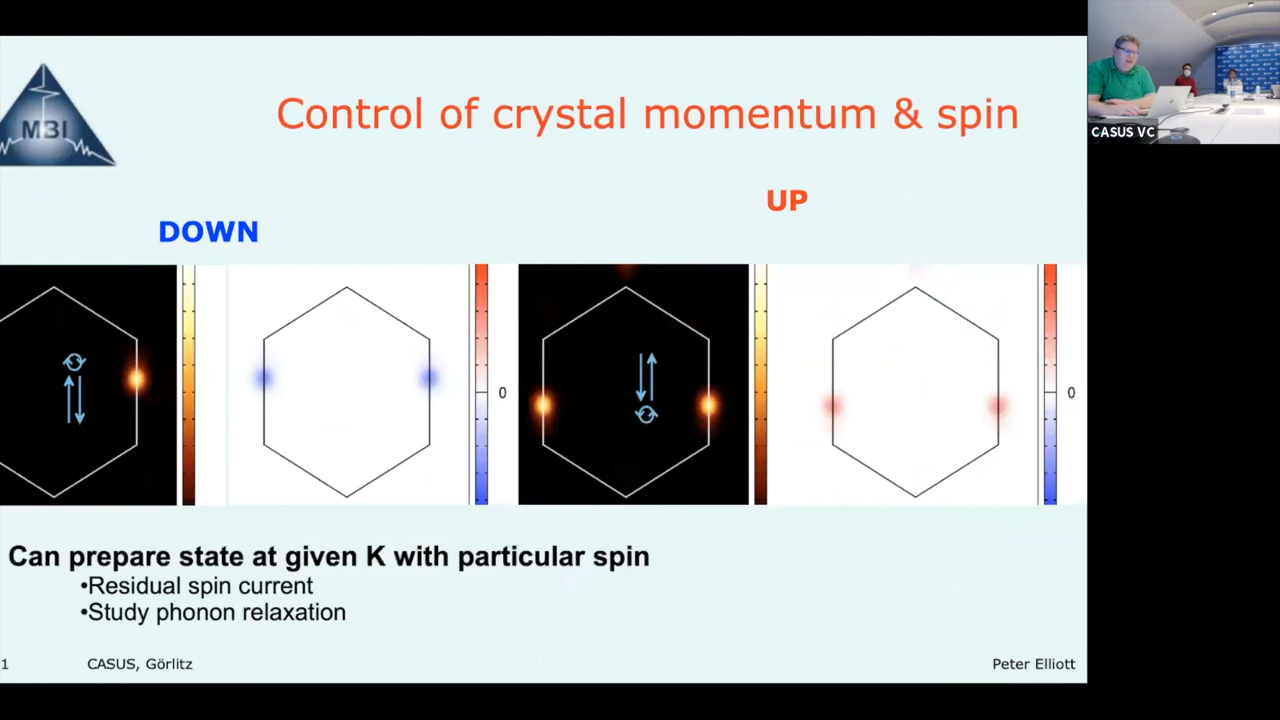 MBI
Control of crystal momentum & spin
DOWN
UP
0
0
Can prepare state at given K with particular spin
•Residual spin current
•Study phonon relaxation
1
CASUS, Görlitz
Peter Elliott
CASUS VC